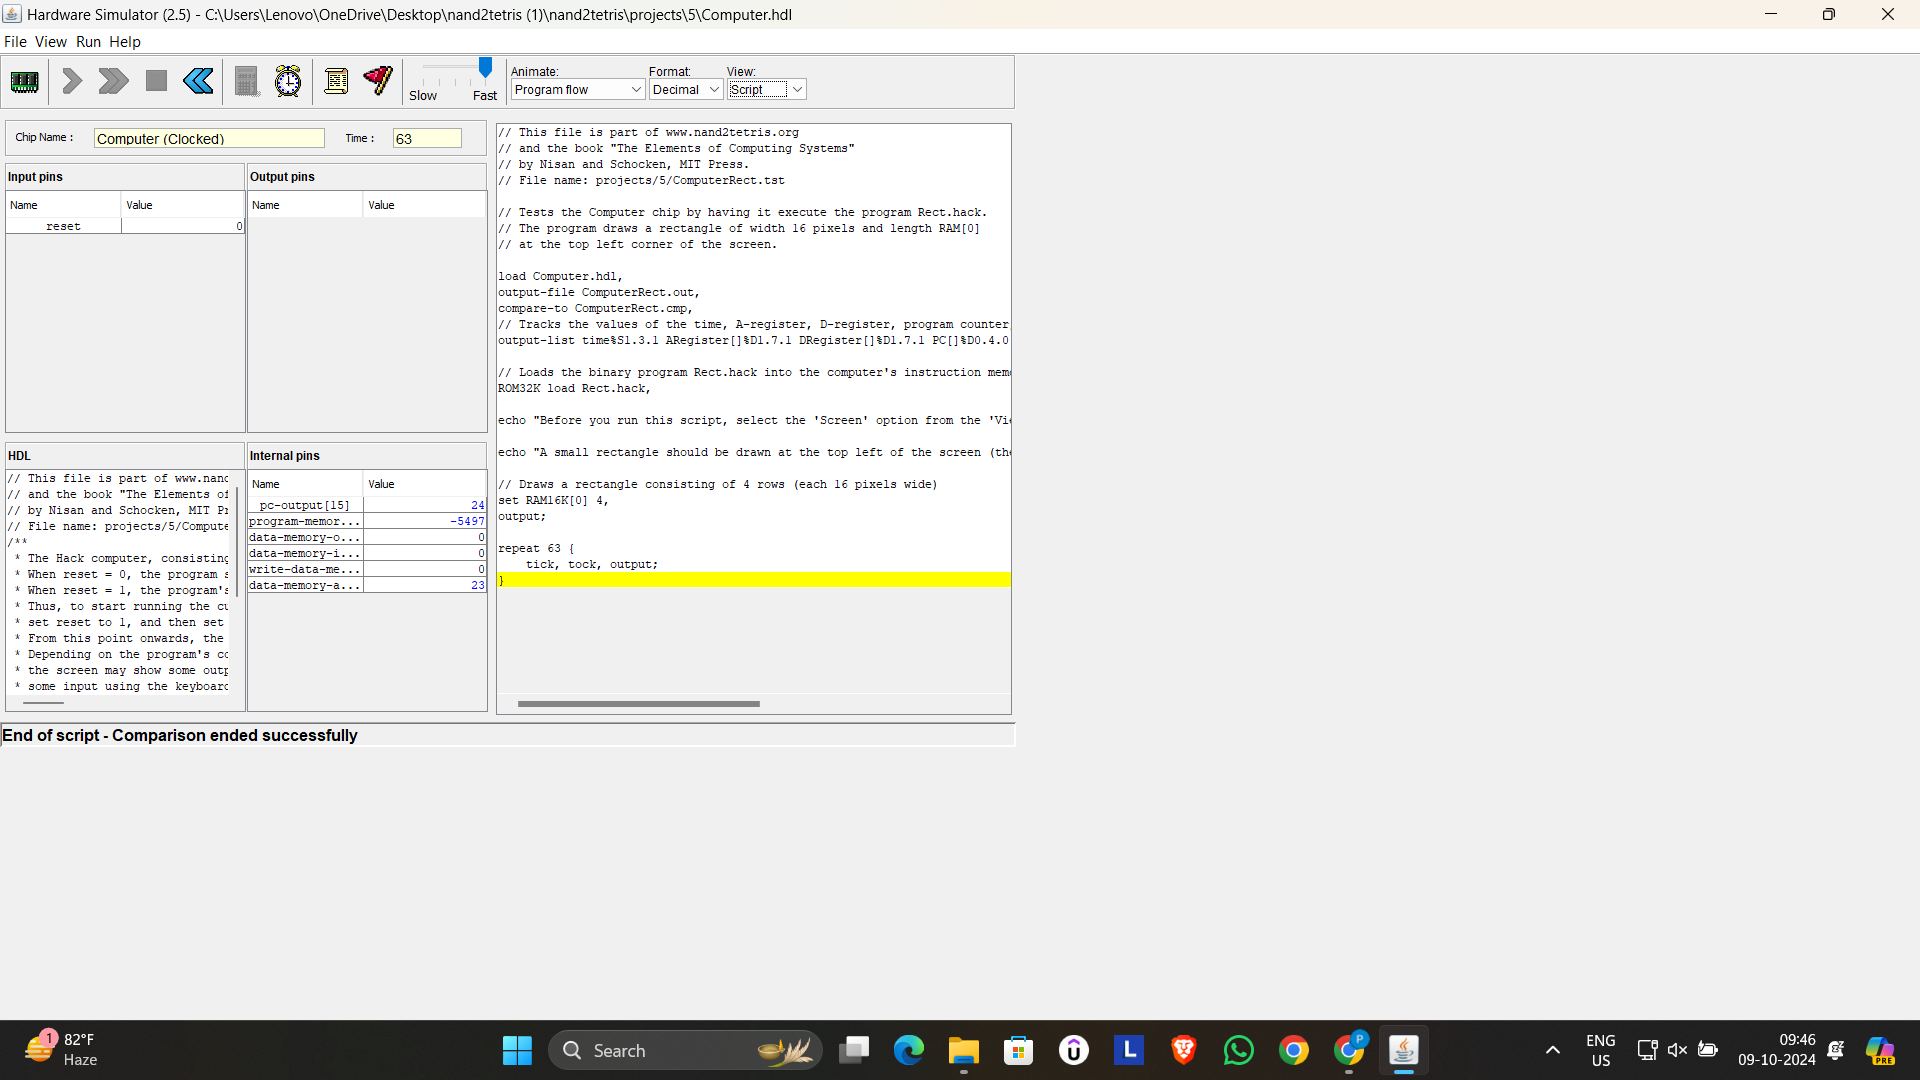 Hardware Simulator (2.5) - C:\Users\Lenovo\OneDrive\Desktop\nand2tetris (1)\nand2tetris\projects\5\Computer.hdl
File View Run Help
Slow Fast
Animate: Format: View:
Program flow Decimal Script
Chip Name : Computer (Clocked) Time : 63
Input pins
Name Value
reset 0
Output pins
Name Value
HDL
// This file is part of www.nand
// and the book "The Elements of
// by Nisan and Schocken, MIT Pr
// File name: projects/5/Compute
/**
* The Hack computer, consisting
* When reset = 0, the program s
* When reset = 1, the program's
* Thus, to start running the cu
* set reset to 1, and then set
* From this point onwards, the
* Depending on the program's co
* the screen may show some outp
* some input using the keyboard
Internal pins
Name Value
pc-output[15] 24
program-memor... -5497
data-memory-o... 0
data-memory-i... 0
write-data-me... 0
data-memory-a... 23
// This file is part of www.nand2tetris.org
// and the book "The Elements of Computing Systems"
// by Nisan and Schocken, MIT Press.
// File name: projects/5/ComputerRect.tst
// Tests the Computer chip by having it execute the program Rect.hack.
// The program draws a rectangle of width 16 pixels and length RAM[0]
// at the top left corner of the screen.
load Computer.hdl,
output-file ComputerRect.out,
compare-to ComputerRect.cmp,
// Tracks the values of the time, A-register, D-register, program counter,
output-list time%S1.3.1 ARegister[]%D1.7.1 DRegister[]%D1.7.1 PC[]%D0.4.0
// Loads the binary program Rect.hack into the computer's instruction mem
ROM32K load Rect.hack,
echo "Before you run this script, select the 'Screen' option from the 'Vie
echo "A small rectangle should be drawn at the top left of the screen (the
// Draws a rectangle consisting of 4 rows (each 16 pixels wide)
set RAM16K[0] 4,
output;
repeat 63 {
tick, tock, output;
}
End of script - Comparison ended successfully
1
82°F
Haze
Search
L
P
ENG
US
09:46
09-10-2024
PRE